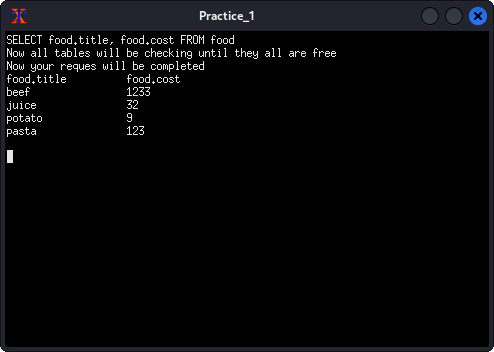 Practice_1
SELECT food.title, food.cost FROM food
Now all tables will be checking until they all are free
Now your reques will be completed
food.title food.cost
beef 1233
juice 32
potato 9
pasta 123